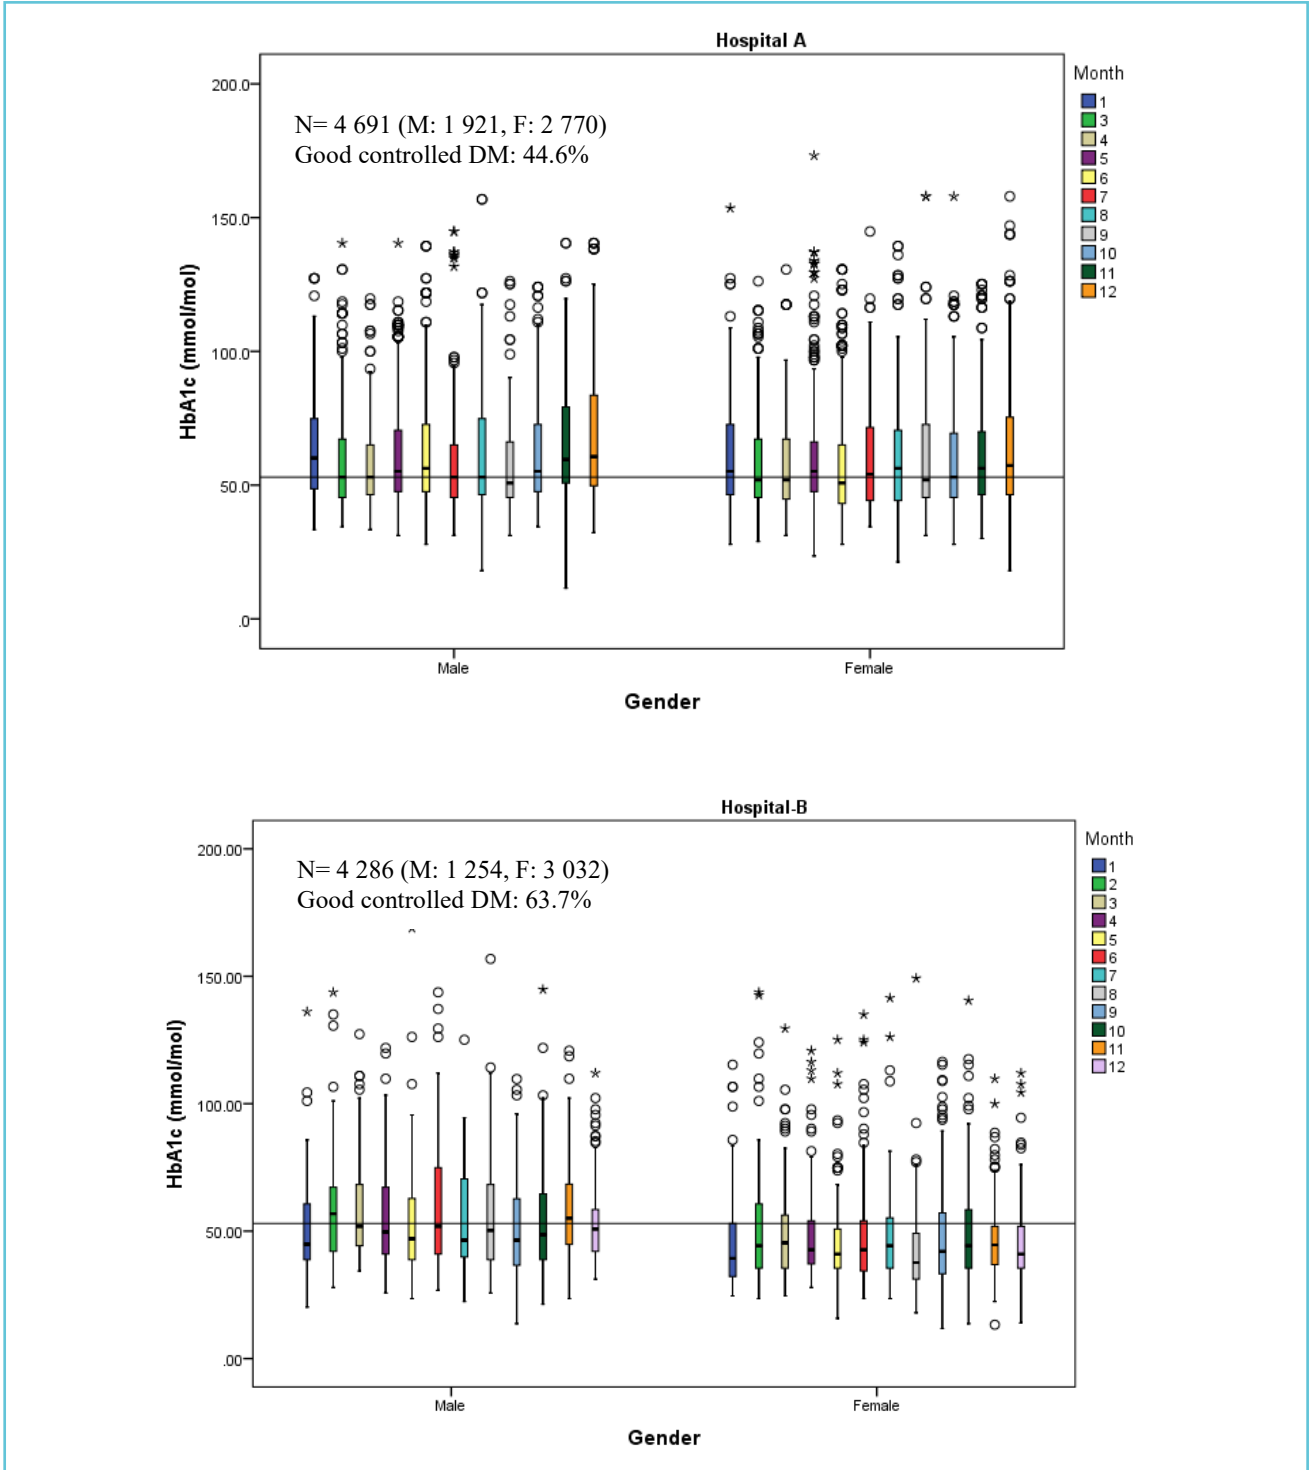 Hospital A
N= 4 691 (M: 1 921, F: 2 770)
Good controlled DM: 44.6%
200.0
150.0
100.0
50.0
.0
HbA1c (mmol/mol)
Male
Female
Gender
Month
1
3
4
5
6
7
8
9
10
11
12
Hospital-B
N= 4 286 (M: 1 254, F: 3 032)
Good controlled DM: 63.7%
200.00
150.00
100.00
50.00
.00
HbA1c (mmol/mol)
Male
Female
Gender
Month
1
2
3
4
5
6
7
8
9
10
11
12